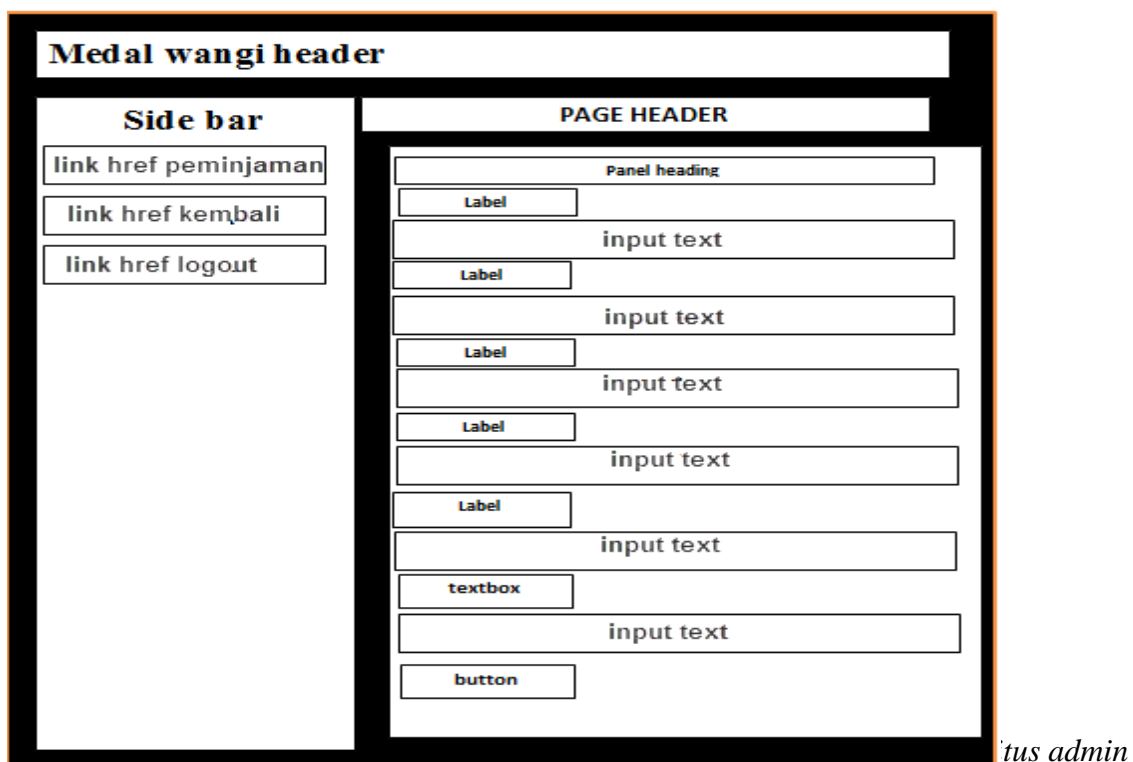 Medal wangi header
Side bar
link href peminjaman
link href kembali
link href logout
PAGE HEADER
Panel heading
Label
input text
Label
input text
Label
input text
Label
input text
Label
input text
textbox
input text
button
admin